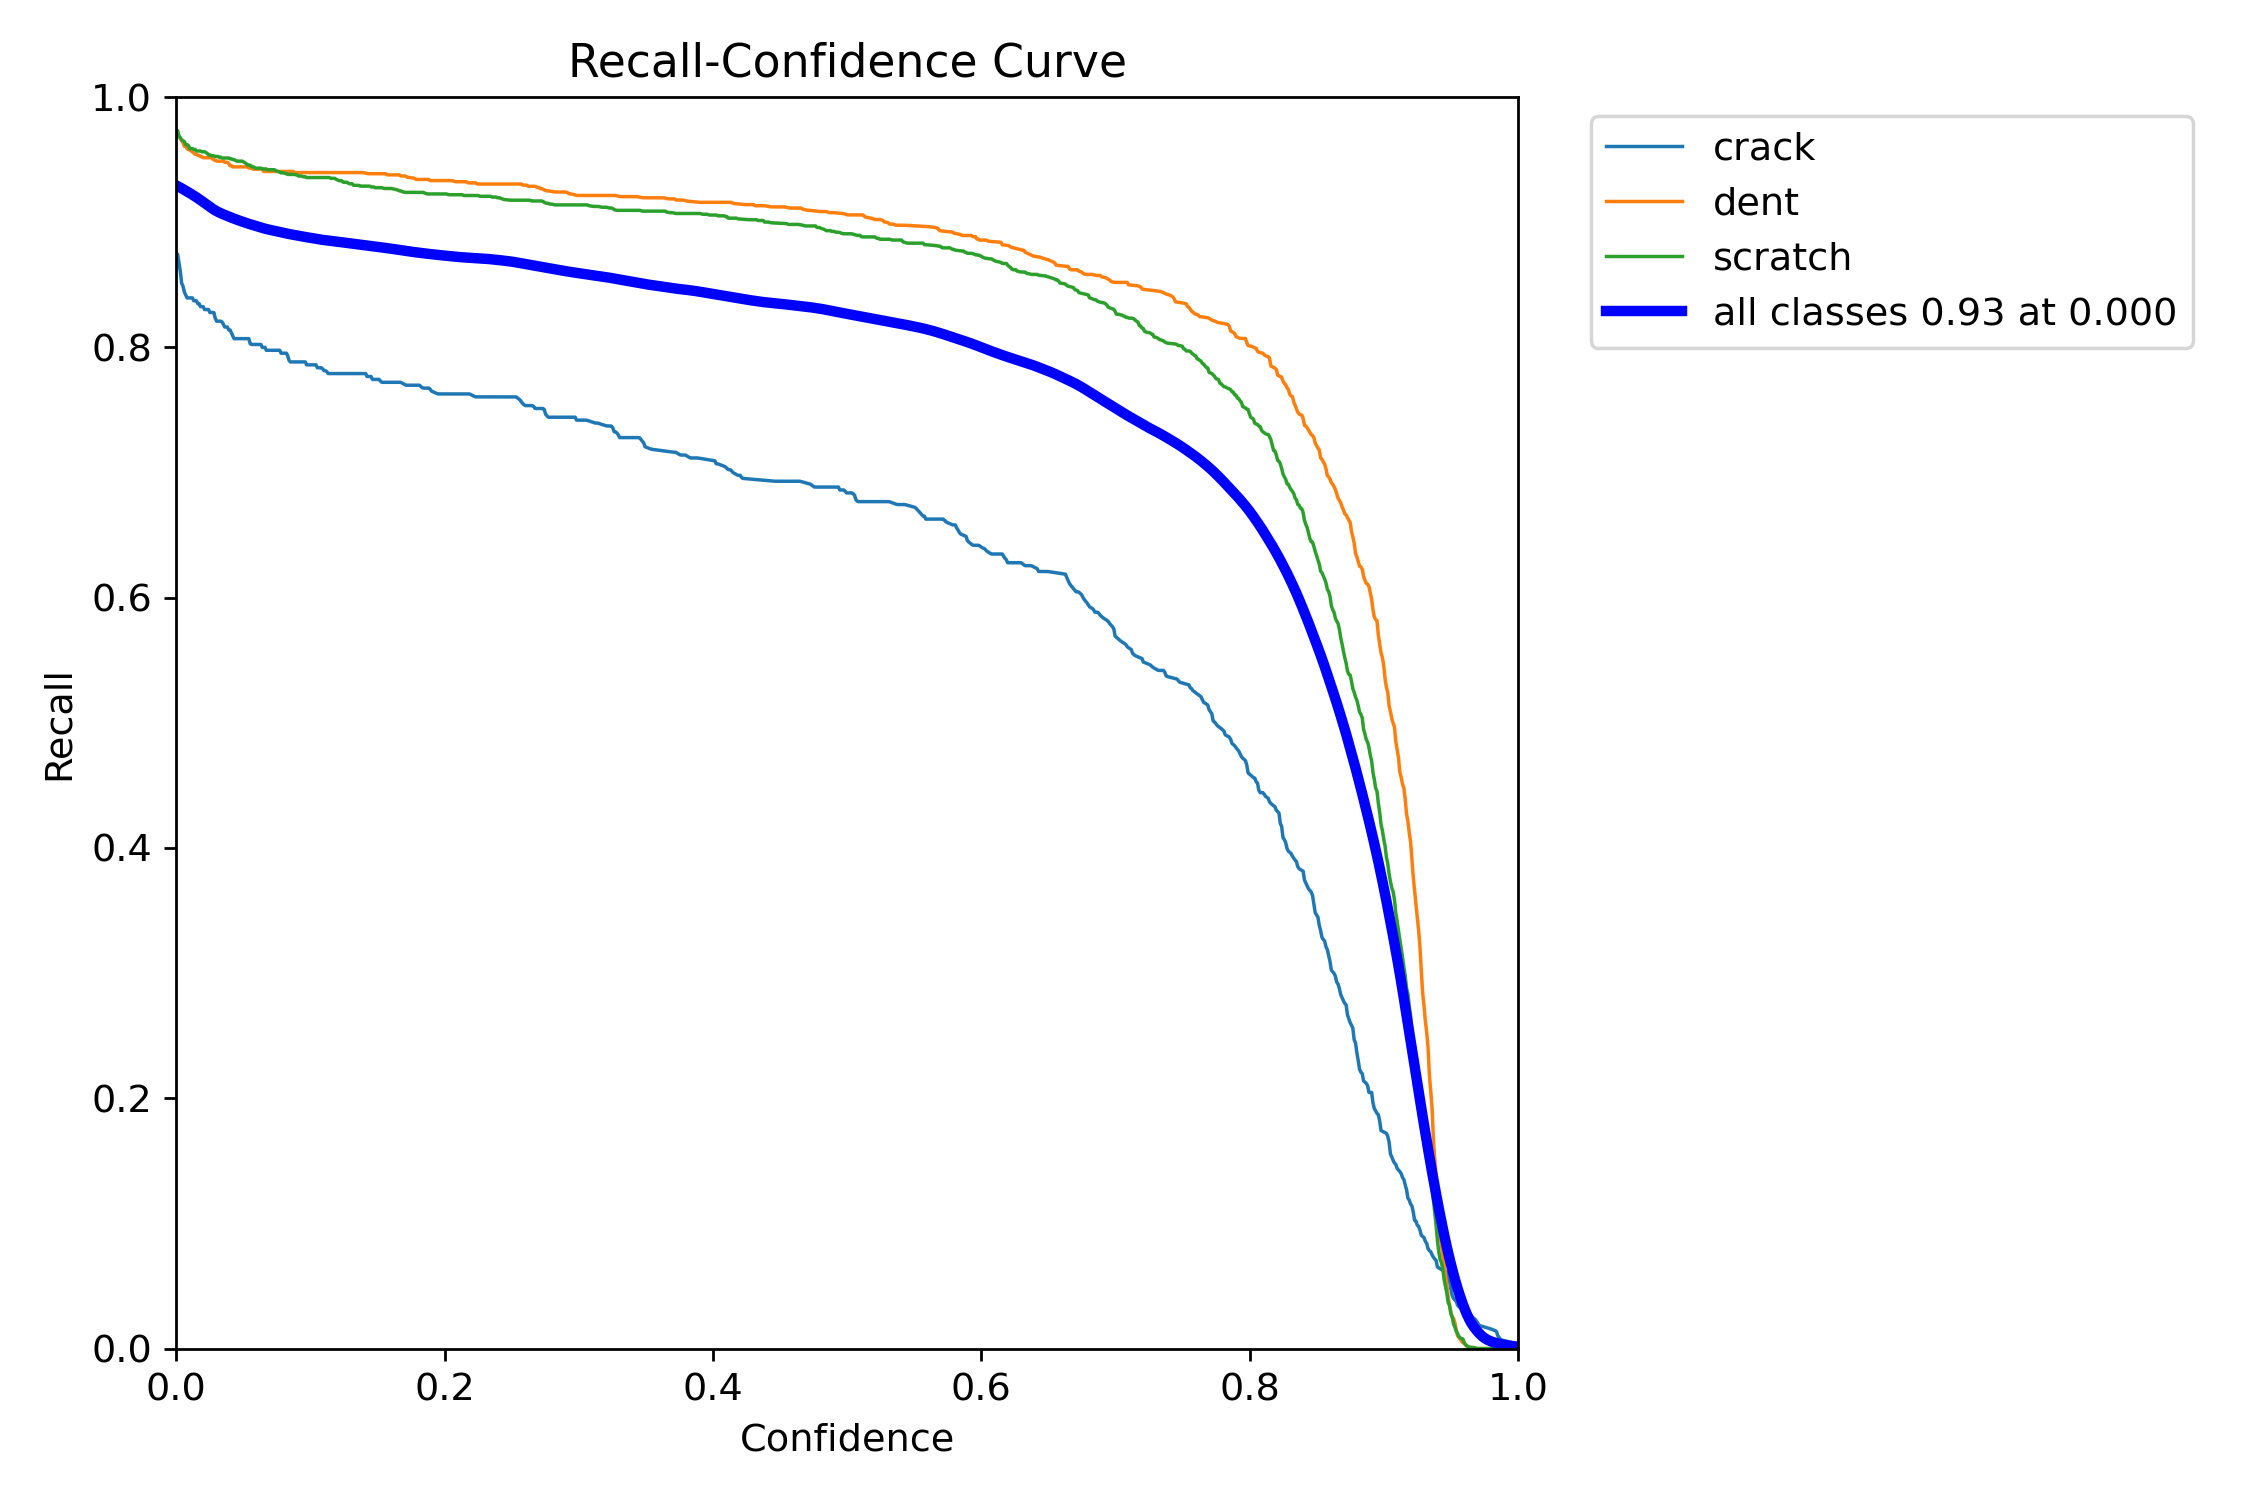 Recall-Confidence Curve
1.0
0.8
0.6
0.4
0.2
0.0
Recall
0.0 0.2 0.4 0.6 0.8 1.0
Confidence
crack
dent
scratch
all classes 0.93 at 0.000